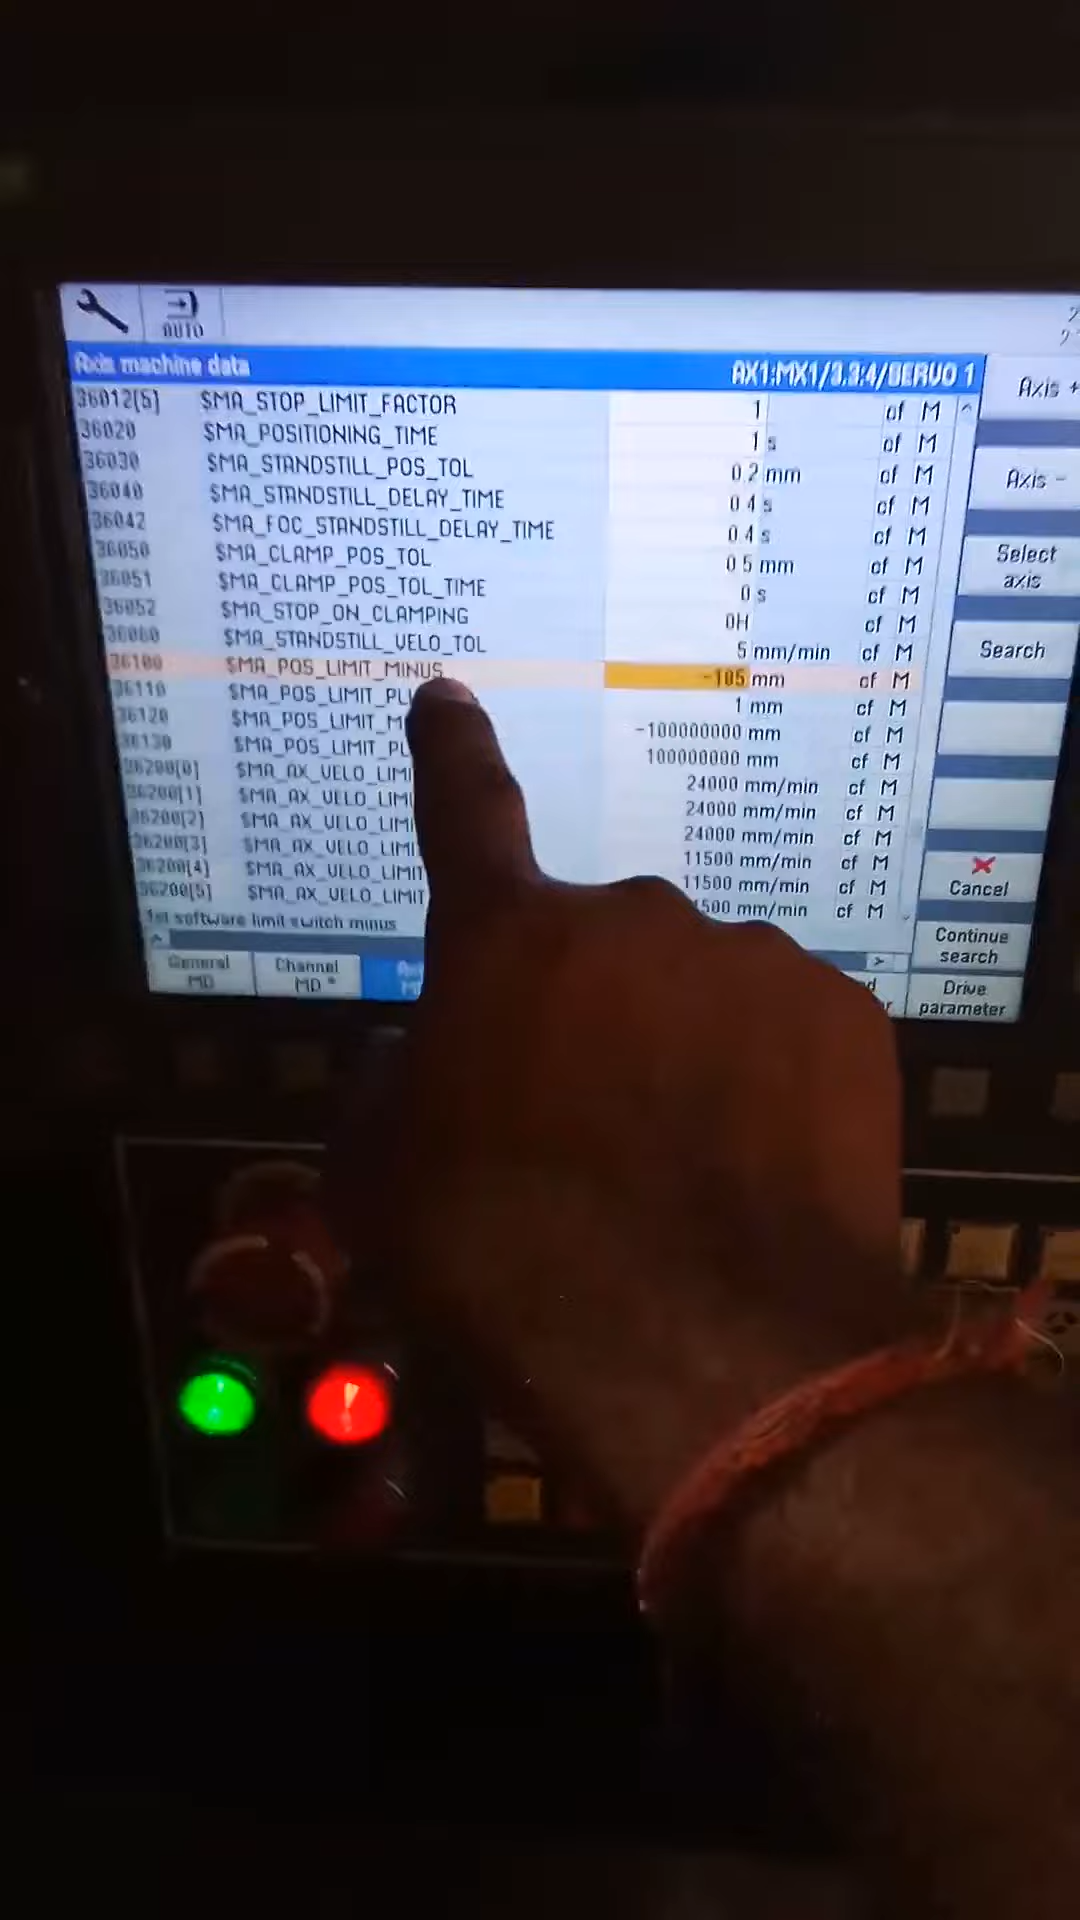 AUTO
Axis machine data AX1:MX1/3.3:4/SERVO 1
Axis +
36012[5] $MA_STOP_LIMIT_FACTOR 1 cf M
36020 $MA_POSITIONING_TIME 1 s cf M
36030 $MA_STANDSTILL_POS_TOL 0.2 mm cf M
Axis -
36040 $MA_STANDSTILL_DELAY_TIME 0.4 s cf M
36042 $MA_FOC_STANDSTILL_DELAY_TIME 0.4 s cf M
36050 $MA_CLAMP_POS_TOL 0.5 mm cf M
Select
axis
36051 $MA_CLAMP_POS_TOL_TIME 0 s cf M
36052 $MA_STOP_ON_CLAMPING 0H cf M
36060 $MA_STANDSTILL_VELO_TOL 5 mm/min cf M
Search
36100 $MA_POS_LIMIT_MINUS -105 mm cf M
36110 $MA_POS_LIMIT_PLU 1 mm cf M
36120 $MA_POS_LIMIT_M -100000000 mm cf M
36130 $MA_POS_LIMIT_PL 100000000 mm cf M
36200[0] $MA_AX_VELO_LIMI 24000 mm/min cf M
36200[1] $MA_AX_VELO_LIMI 24000 mm/min cf M
36200[2] $MA_AX_VELO_LIMI 24000 mm/min cf M
36200[3] $MA_AX_VELO_LIMI 11500 mm/min cf M
36200[4] $MA_AX_VELO_LIMIT 11500 mm/min cf M
36200[5] $MA_AX_VELO_LIMIT 500 mm/min cf M
Cancel
1st software limit switch minus
Continue
search
General
MD
Channel
MD
Drive
parameter